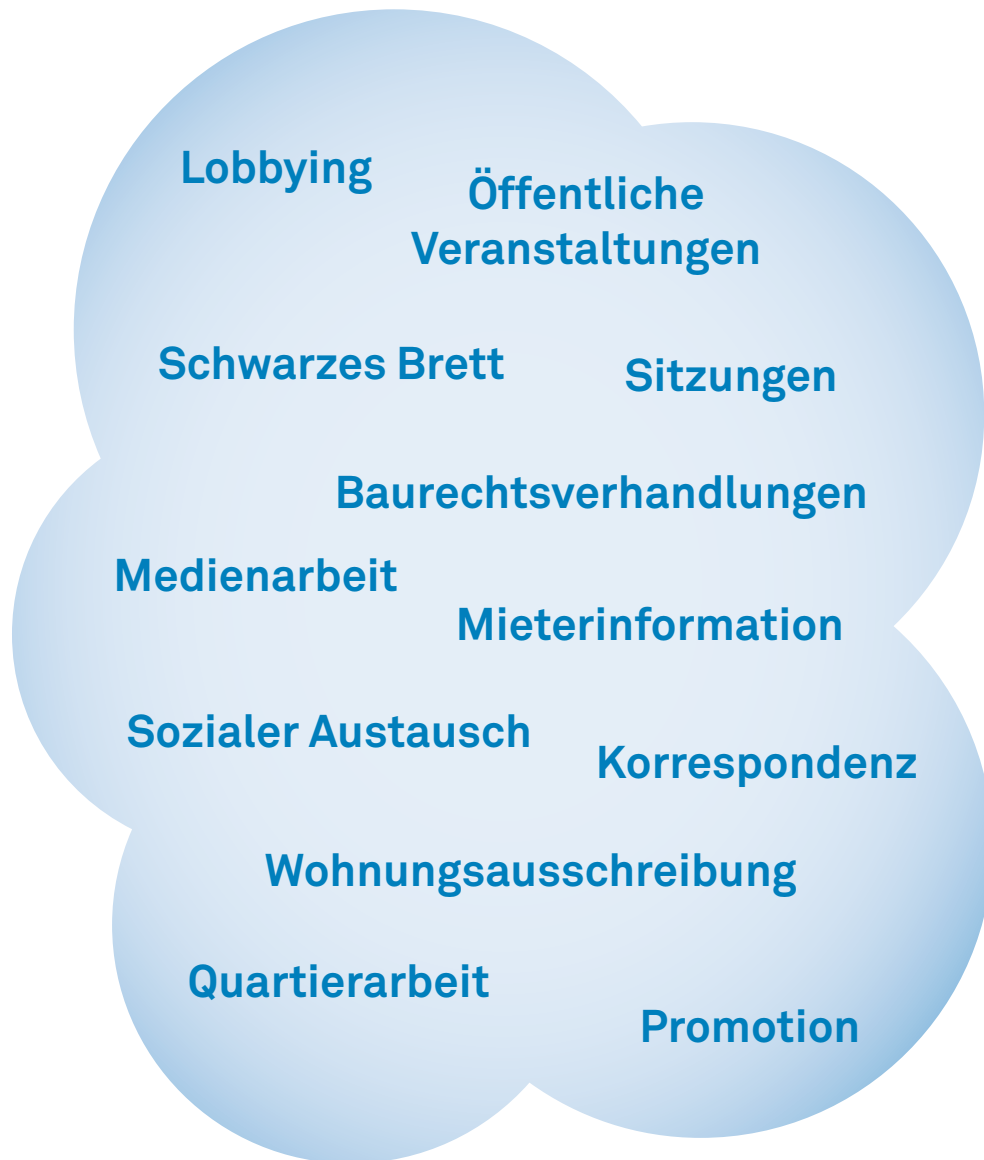 Lobbying
Öffentliche
Veranstaltungen
Schwarzes Brett
Sitzungen
Baurechtsverhandlungen
Medienarbeit
Mieterinformation
Sozialer Austausch
Korrespondenz
Wohnungsausschreibung
Quartierarbeit
Promotion